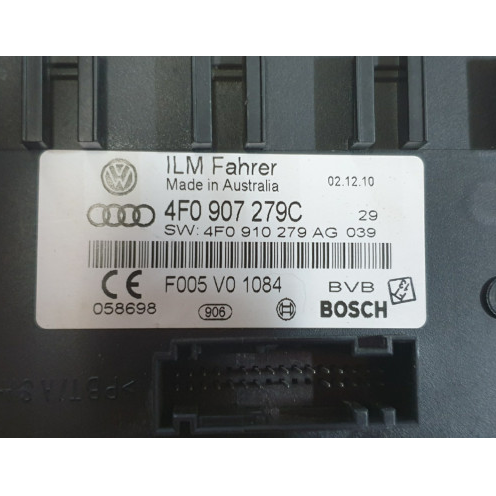 ILM Fahrer
Made in Australia 02.12.10
4F0 907 279C 29
SW: 4F0 910 279 AG 039
F005 V0 1084 BVB
CE
058698 906 BOSCH